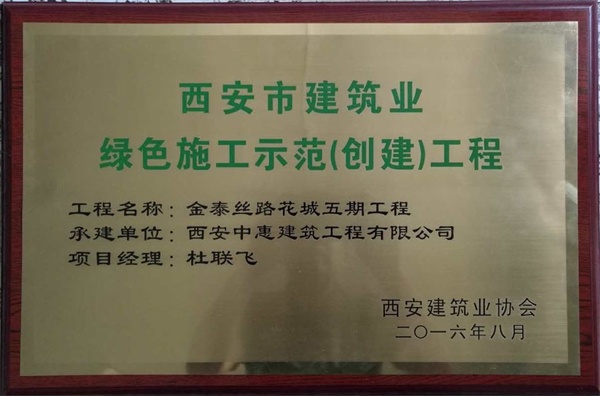 西安市建筑业
绿色施工示范(创建)工程
工程名称：金泰丝路花城五期工程
承建单位：西安中惠建筑工程有限公司
项目经理：杜联飞
西安建筑业协会
二〇一六年八月